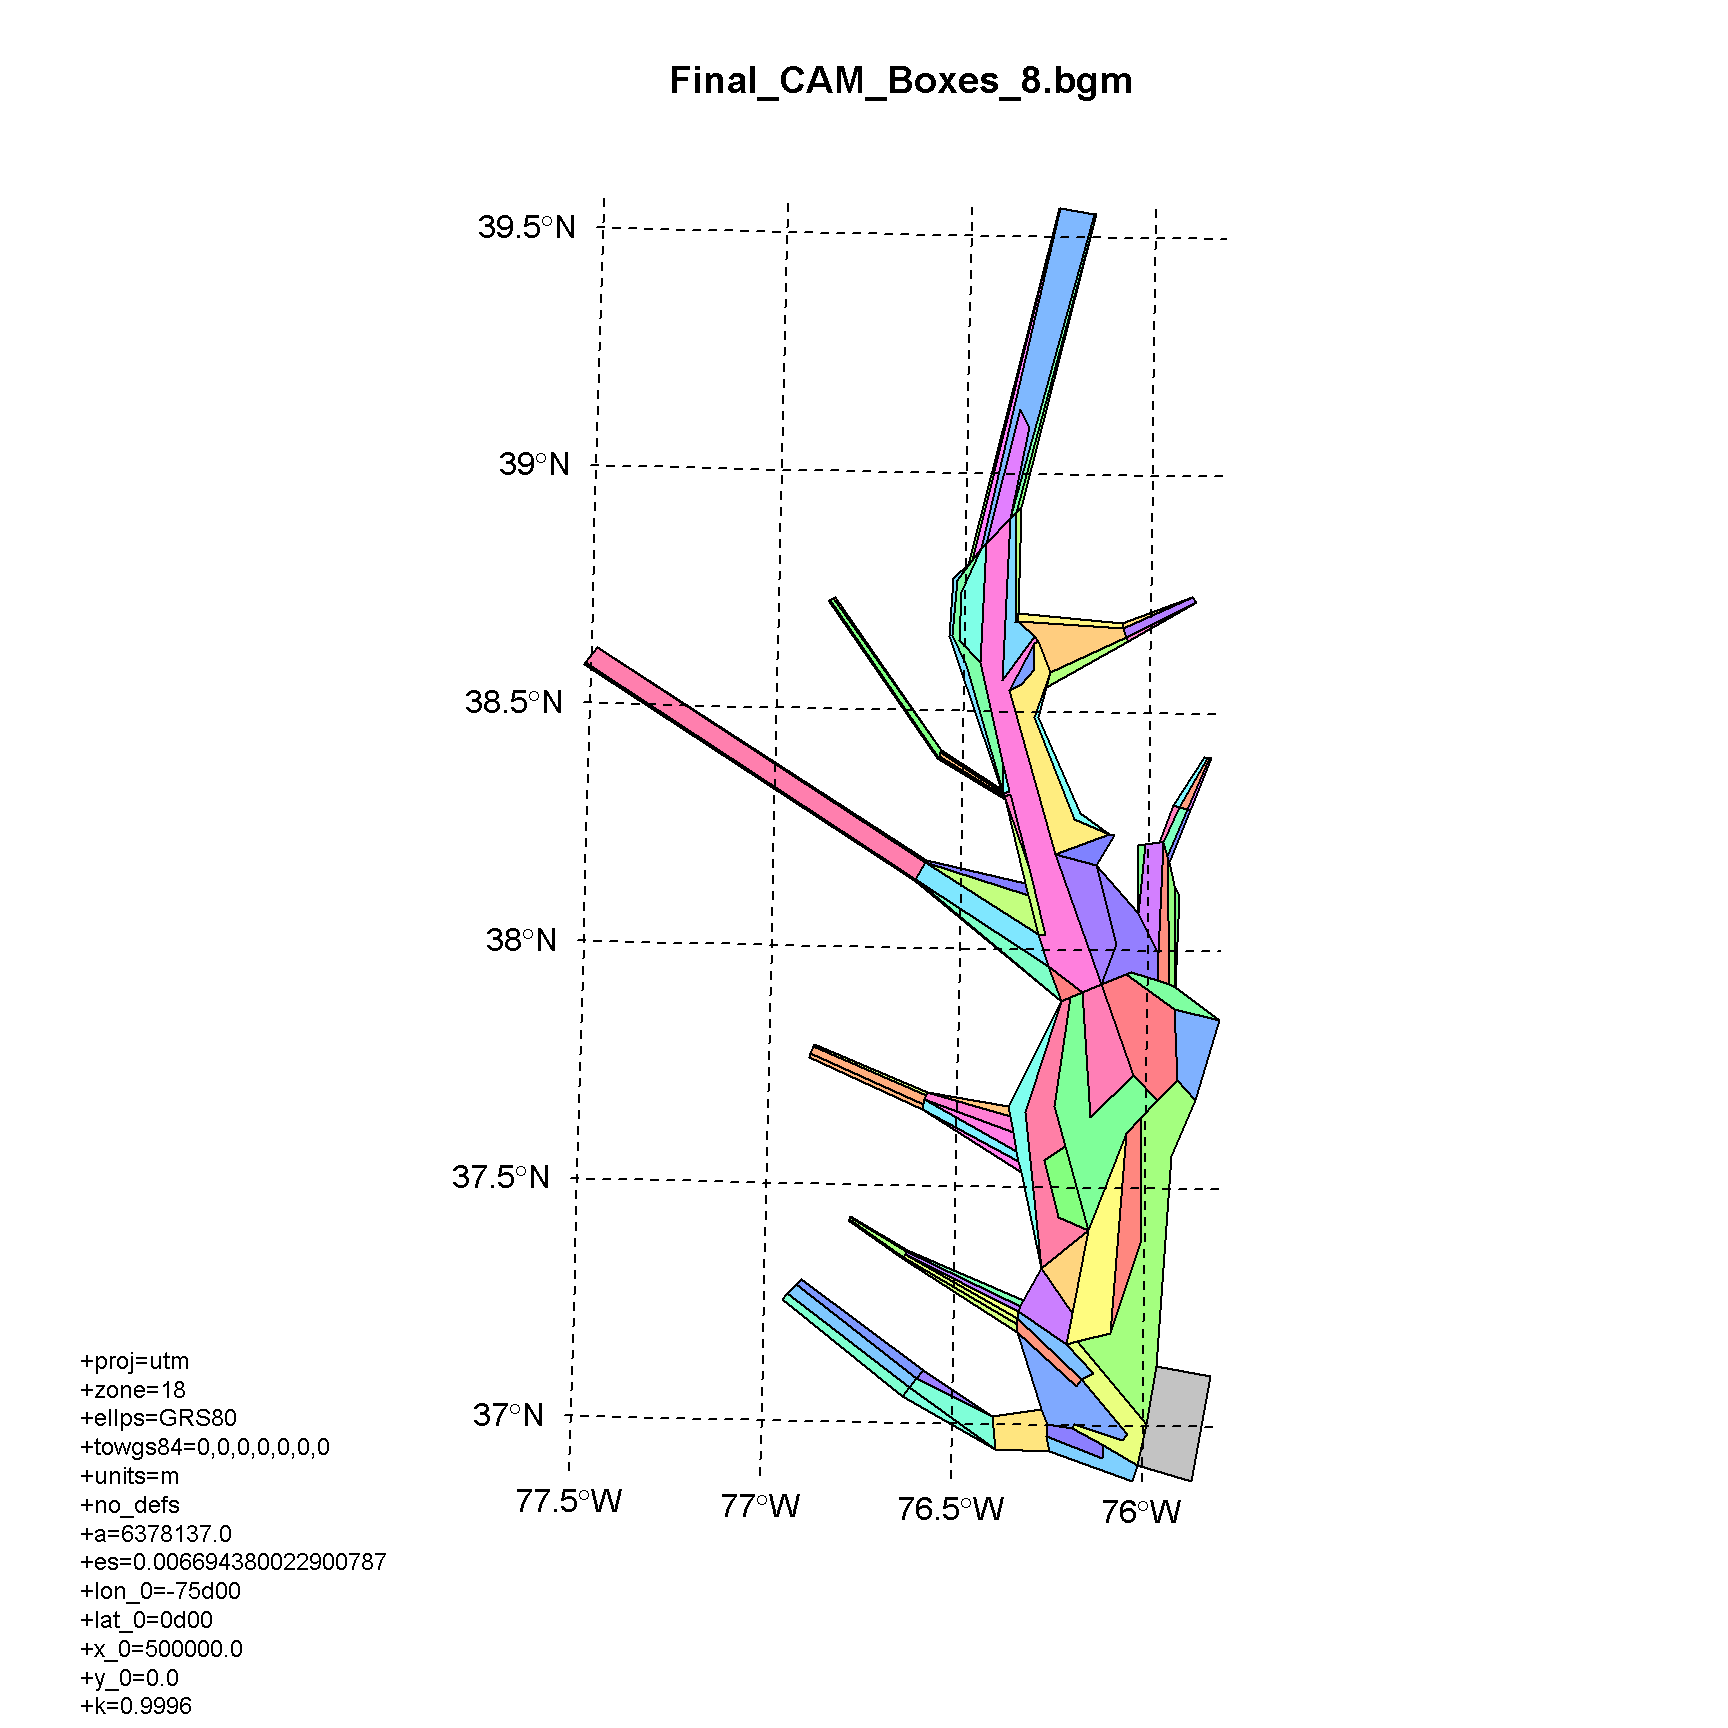 Final_CAM_Boxes_8.bgm
39.5°N
39°N
38.5°N
38°N
37.5°N
37°N
77.5°W
77°W
76.5°W
76°W
+proj=utm
+zone=18
+ellps=GRS80
+towgs84=0,0,0,0,0,0,0
+units=m
+no_defs
+a=6378137.0
+es=0.006694380022900787
+lon_0=-75d00
+lat_0=0d00
+x_0=500000.0
+y_0=0.0
+k=0.9996